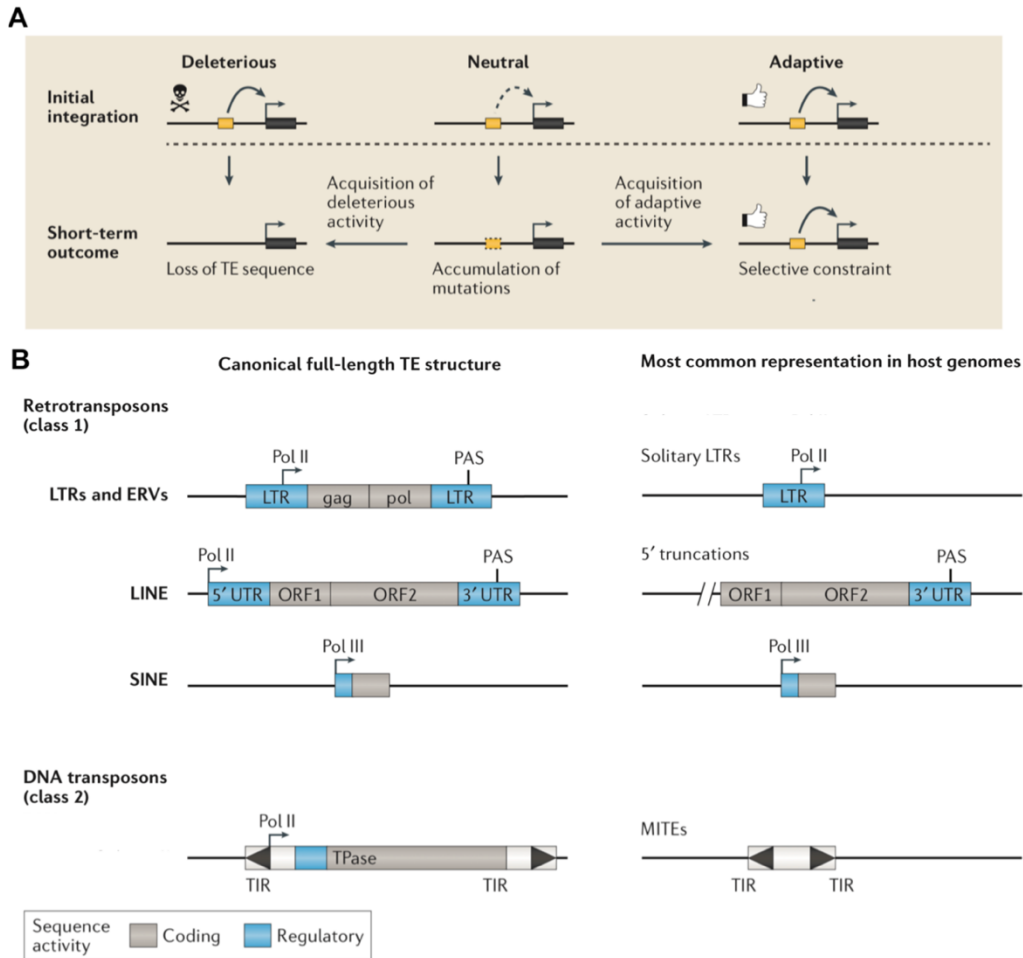 A
Deleterious
Neutral
Adaptive
Initial
integration
Acquisition of
deleterious
activity
Acquisition
of adaptive
activity
Short-term
outcome
Loss of TE sequence
Accumulation of
mutations
Selective constraint
B
Canonical full-length TE structure
Most common representation in host genomes
Retrotransposons
(class 1)
Pol II
PAS
Solitary LTRs
Pol II
LTRs and ERVs
LTR
gag
pol
LTR
LTR
Pol II
PAS
5′ truncations
PAS
LINE
5′ UTR
ORF1
ORF2
3′ UTR
ORF1
ORF2
3′ UTR
Pol III
Pol III
SINE
DNA transposons
(class 2)
Pol II
MITEs
TPase
TIR
TIR
TIR
TIR
Sequence
activity
Coding
Regulatory